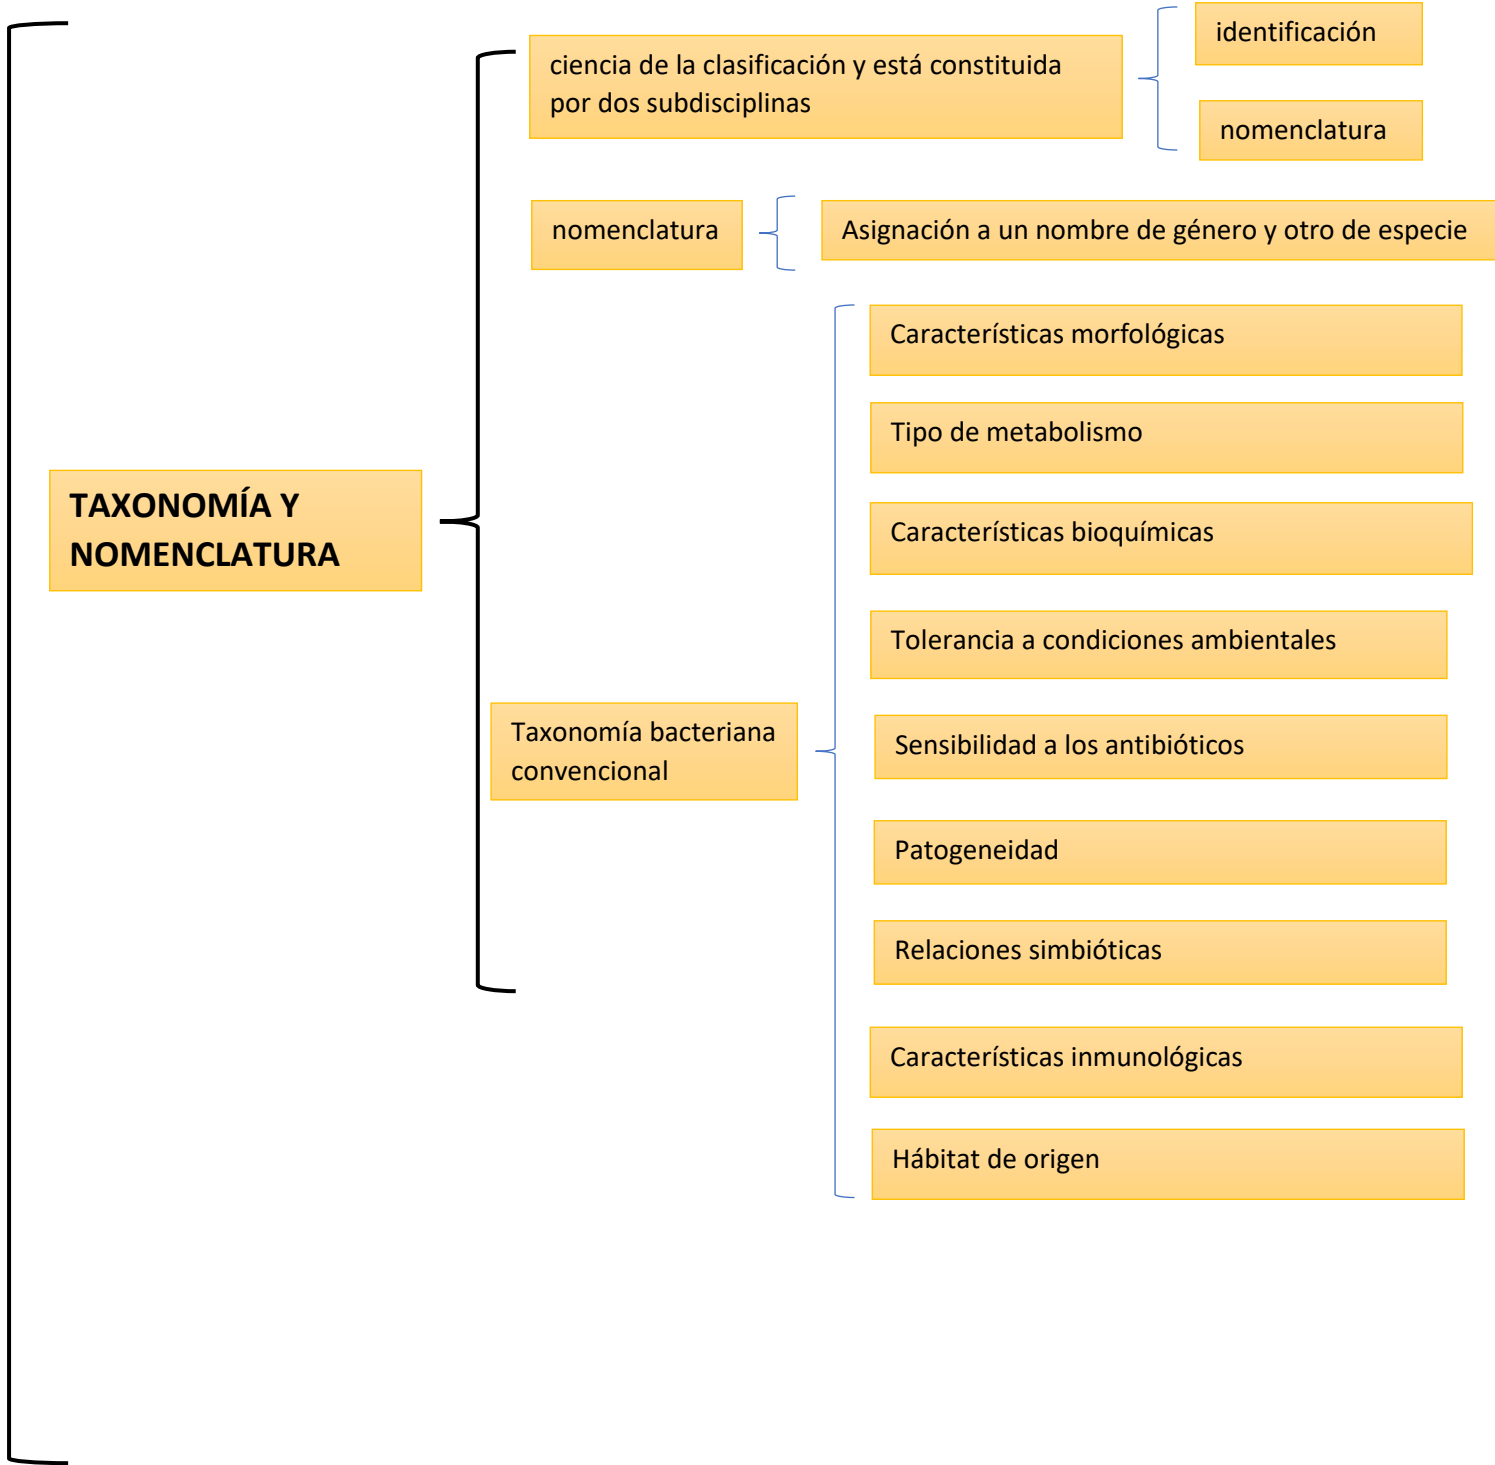 identificación
ciencia de la clasificación y está constituida
por dos subdisciplinas
nomenclatura
nomenclatura
Asignación a un nombre de género y otro de especie
Características morfológicas
Tipo de metabolismo
TAXONOMÍA Y
NOMENCLATURA
Características bioquímicas
Tolerancia a condiciones ambientales
Taxonomía bacteriana
convencional
Sensibilidad a los antibióticos
Patogeneidad
Relaciones simbióticas
Características inmunológicas
Hábitat de origen